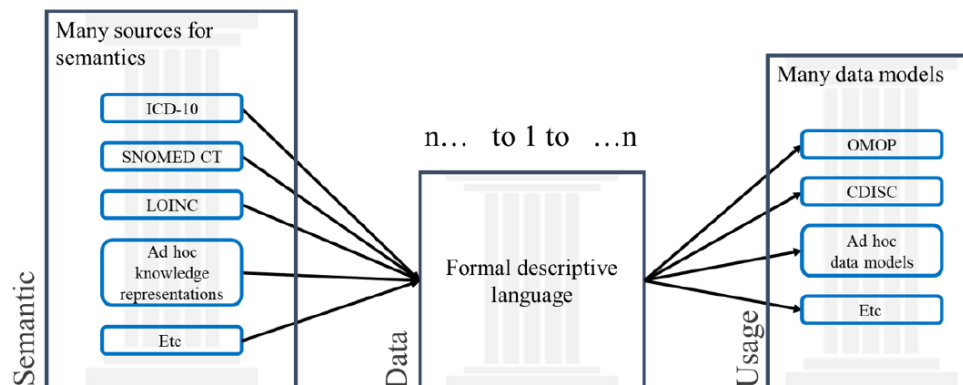 Many sources for
semantics
ICD-10
SNOMED CT
LOINC
Ad hoc
knowledge
representations
Etc
Semantic
n... to 1 to ...n
Formal descriptive
language
Data
Many data models
OMOP
CDISC
Ad hoc
data models
Etc
Usage